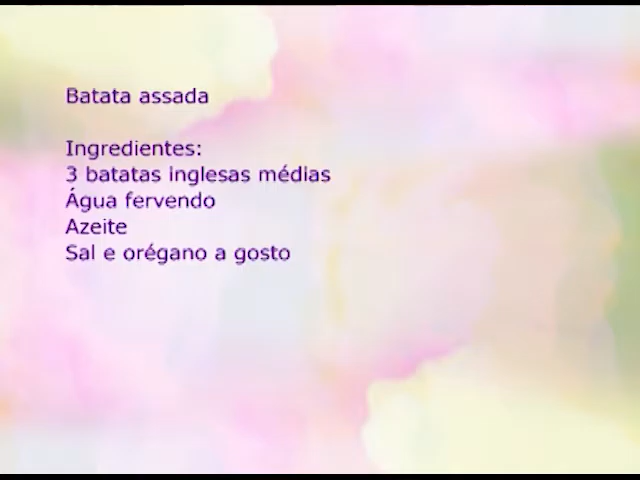 Batata assada
Ingredientes:
3 batatas inglesas médias
Água fervendo
Azeite
Sal e orégano a gosto